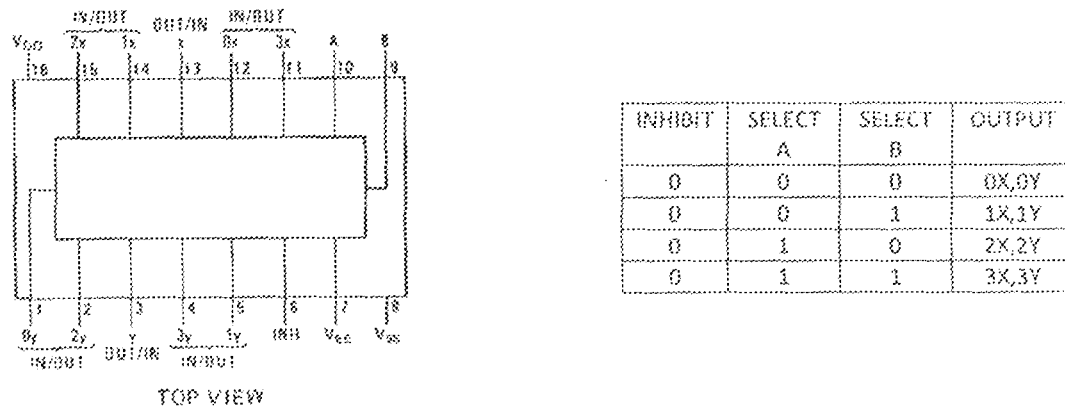 IN/OUT OUT/IN IN/OUT
VDD 2x 1x x 0x 3x A B
16 15 14 13 12 11 10 9
1 2 3 4 5 6 7 8
0y 2y y 3y 1y INH VEE VSS
IN/OUT OUT/IN IN/OUT
TOP VIEW
INHIBIT SELECT A SELECT B OUTPUT
0 0 0 0X,0Y
0 0 1 1X,1Y
0 1 0 2X,2Y
0 1 1 3X,3Y